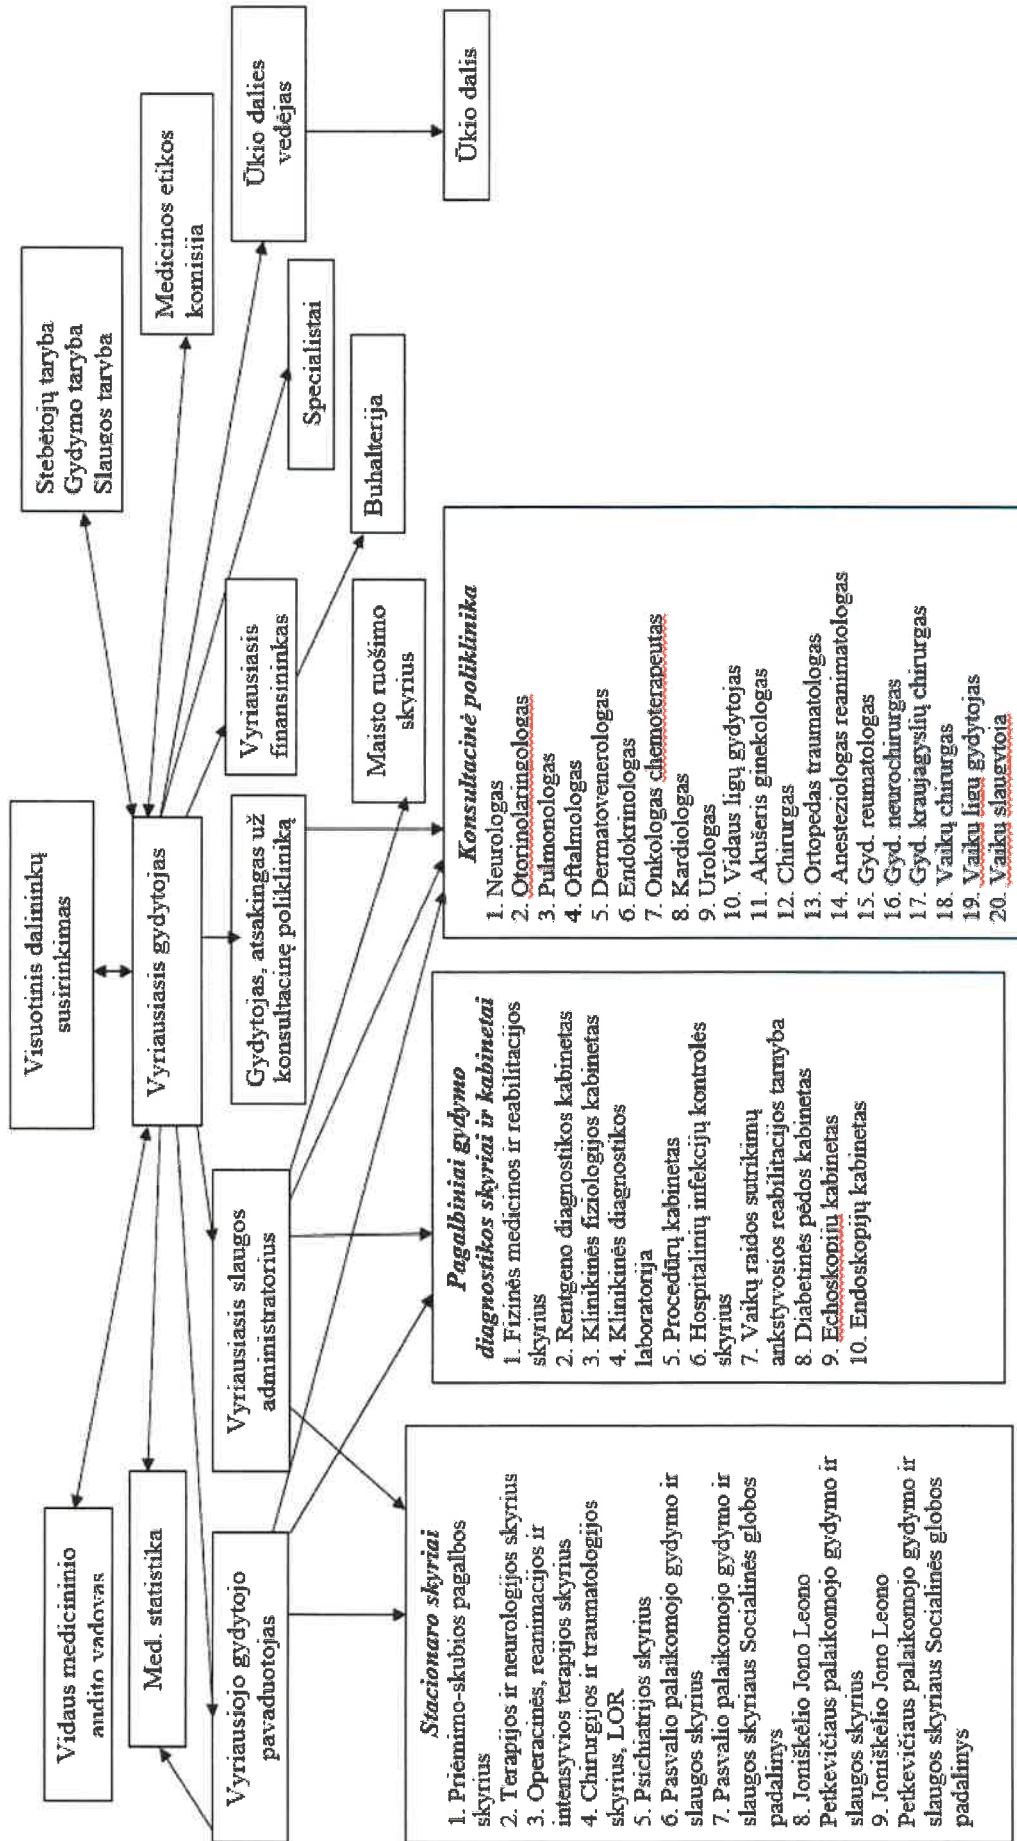 Visuotinis dalininkų
susirinkimas
Stebėtojų taryba
Gydymo taryba
Slaugos taryba
Vidaus medicininio
audito vadovas
Vyriausiasis gydytojas
Medicinos etikos
komisija
Med. statistika
Vyriausiojo gydytojo
pavaduotojas
Vyriausiasis slaugos
administratorius
Gydytojas, atsakingas už
konsultacinę polikliniką
Vyriausiasis
finansininkas
Specialistai
Ūkio dalies
vedėjas
Maisto ruošimo
skyrius
Buhalterija
Ūkio dalis
Stacionaro skyriai
1. Priėmimo-skubios pagalbos
skyrius
2. Terapijos ir neurologijos skyrius
3. Operacinės, reanimacijos ir
intensyvios terapijos skyrius
4. Chirurgijos ir traumatologijos
skyrius, LOR
5. Psichiatrijos skyrius
6. Pasvalio palaikomojo gydymo ir
slaugos skyrius
7. Pasvalio palaikomojo gydymo ir
slaugos skyriaus Socialinės globos
padalinys
8. Joniškėlio Jono Leono
Petkevičiaus palaikomojo gydymo ir
slaugos skyrius
9. Joniškėlio Jono Leono
Petkevičiaus palaikomojo gydymo ir
slaugos skyriaus Socialinės globos
padalinys
Pagalbiniai gydymo
diagnostikos skyriai ir kabinetai
1. Fizinės medicinos ir reabilitacijos
skyrius
2. Rentgeno diagnostikos kabinetas
3. Klinikinės fiziologijos kabinetas
4. Klinikinės diagnostikos
laboratorija
5. Procedūrų kabinetas
6. Hospitalinių infekcijų kontrolės
skyrius
7. Vaikų raidos sutrikimų
ankstyvosios reabilitacijos tarnyba
8. Diabetinės pėdos kabinetas
9. Echoskopijų kabinetas
10. Endoskopijų kabinetas
Konsultacinė poliklinika
1. Neurologas
2. Otorinolaringologas
3. Pulmonologas
4. Oftalmologas
5. Dermatovenerologas
6. Endokrinologas
7. Onkologas chemoterapeutas
8. Kardiologas
9. Urologas
10. Vidaus ligų gydytojas
11. Akušeris ginekologas
12. Chirurgas
13. Ortopedas traumatologas
14. Anesteziologas reanimatologas
15. Gyd. reumatologas
16. Gyd. neurochirurgas
17. Gyd. kraujagyslių chirurgas
18. Vaikų chirurgas
19. Vaikų ligų gydytojas
20. Vaikų slaugytoja